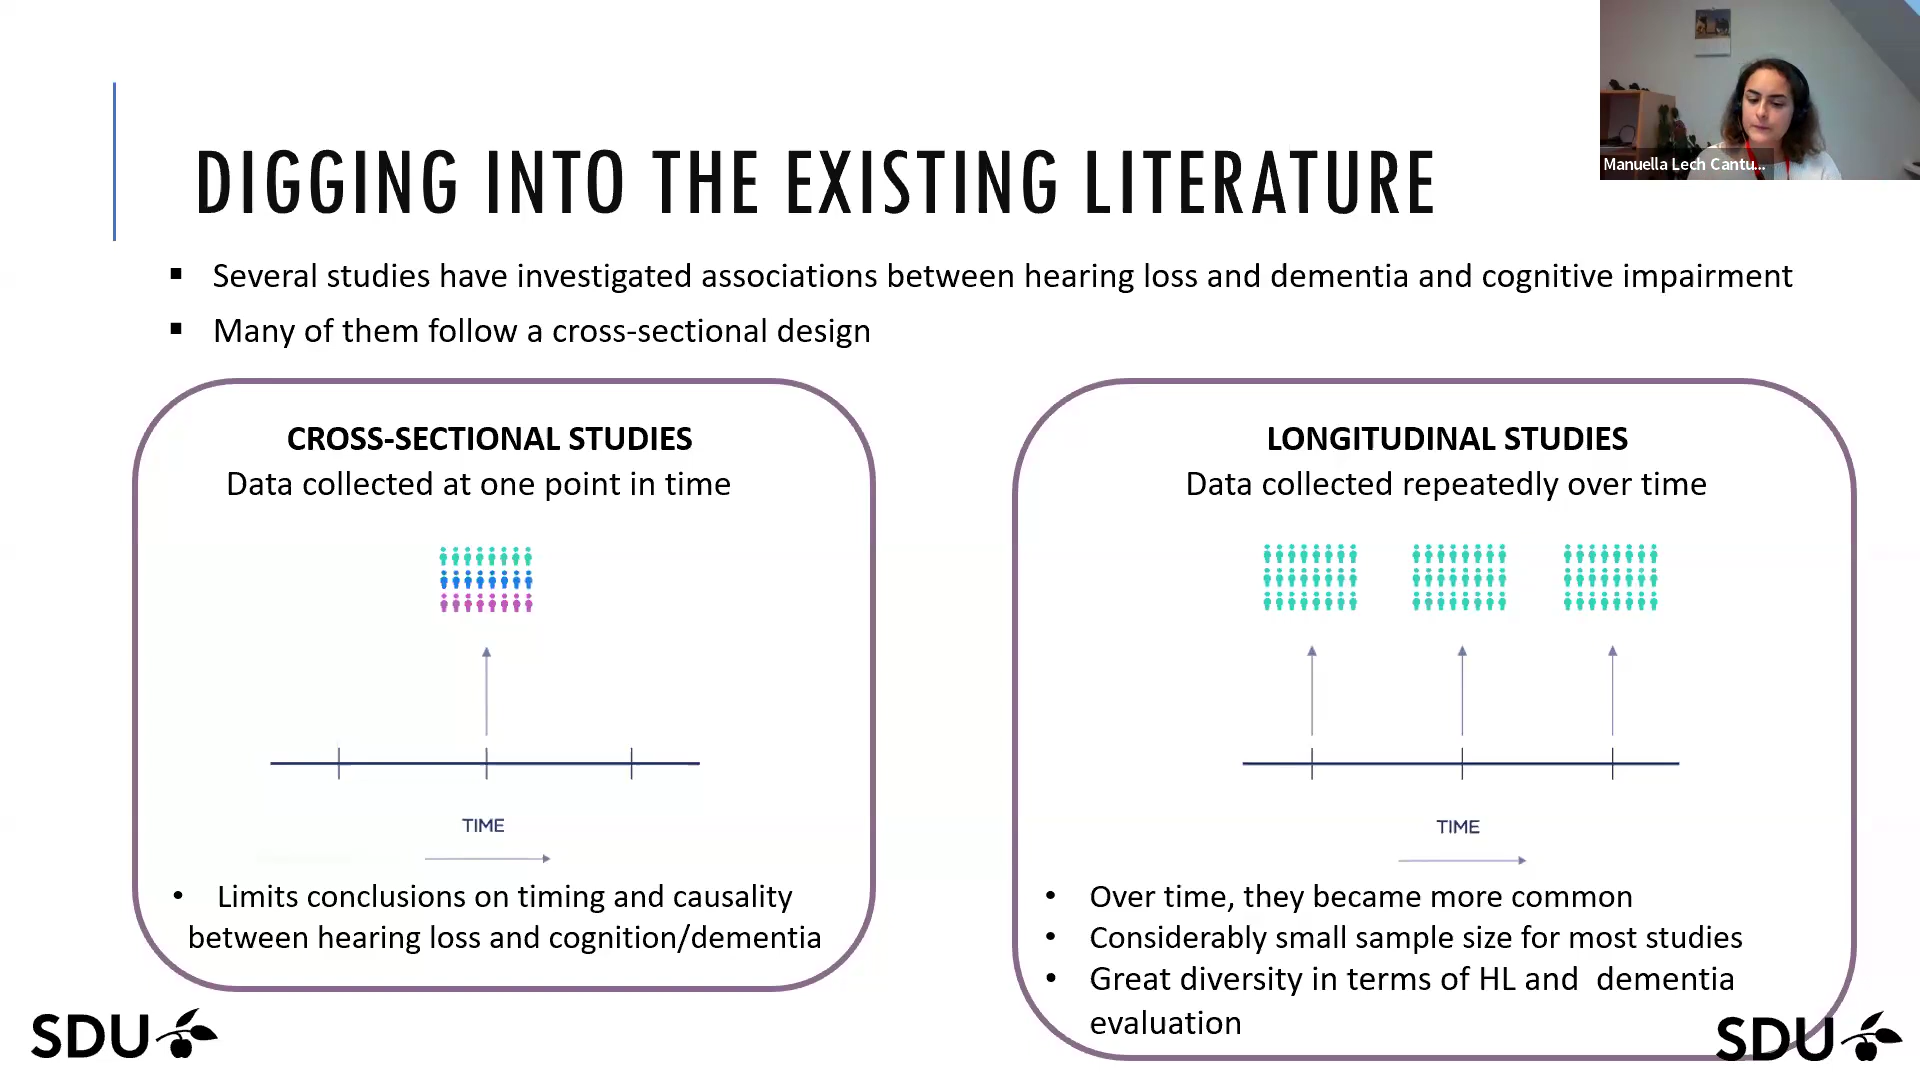 Manuella Lech Cantu...
DIGGING INTO THE EXISTING LITERATURE
▪ Several studies have investigated associations between hearing loss and dementia and cognitive impairment
▪ Many of them follow a cross-sectional design
CROSS-SECTIONAL STUDIES
Data collected at one point in time
TIME
• Limits conclusions on timing and causality
between hearing loss and cognition/dementia
LONGITUDINAL STUDIES
Data collected repeatedly over time
TIME
• Over time, they became more common
• Considerably small sample size for most studies
• Great diversity in terms of HL and dementia
evaluation
SDU
SDU